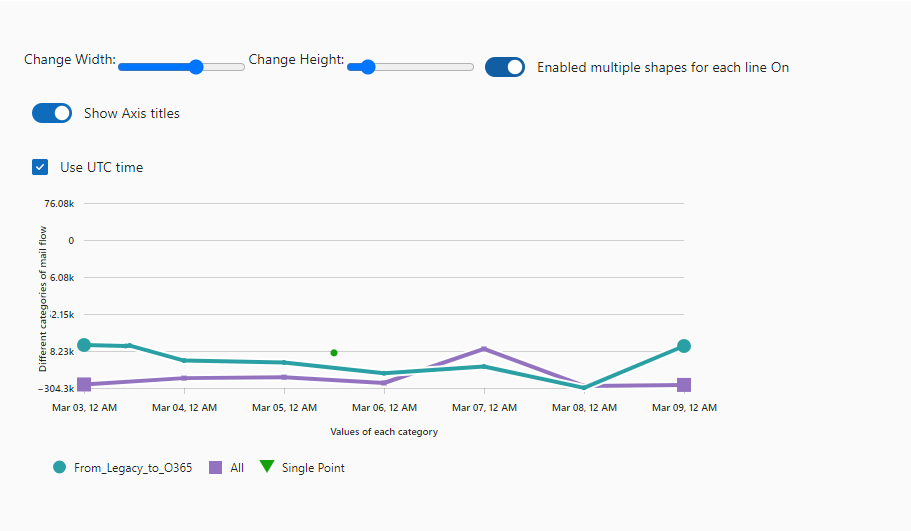 Change Width: Change Height: Enabled multiple shapes for each line On
Show Axis titles
Use UTC time
76.08k
0
6.08k
2.15k
8.23k
−304.3k
Different categories of mail flow
Mar 03, 12 AM Mar 04, 12 AM Mar 05, 12 AM Mar 06, 12 AM Mar 07, 12 AM Mar 08, 12 AM Mar 09, 12 AM
Values of each category
From_Legacy_to_O365 All Single Point